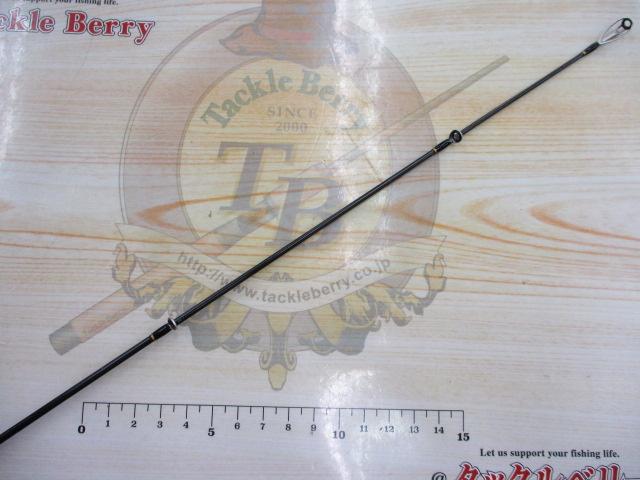 ckle Berry
support your fishing life.
Tackle Berry
SINCE
2000
TB
http://www.tackleberry.co.jp
0 1 2 3 4 5 6 7 8 9 10 11 12 13 14 15
Let us support your fishing life.
@タックルベリー